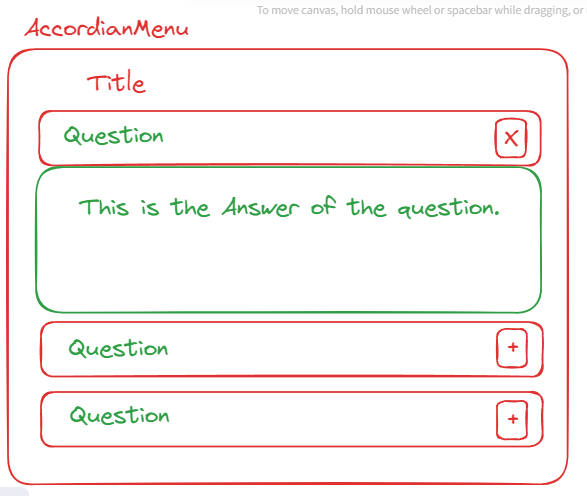 To move canvas, hold mouse wheel or spacebar while dragging, or
AccordianMenu
Title
Question X
This is the Answer of the question.
Question +
Question +